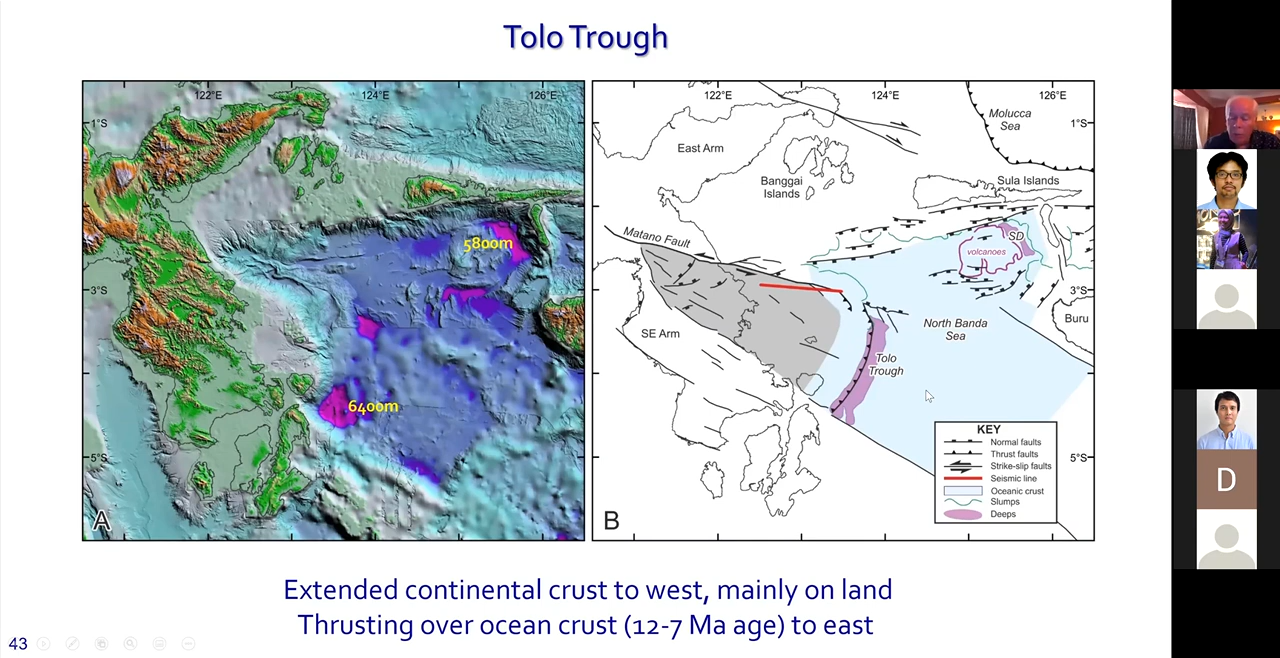 Tolo Trough
122°E
124°E
126°E
1°S
3°S
5°S
5800m
6400m
A
122°E
124°E
126°E
1°S
3°S
5°S
Molucca
Sea
East Arm
Banggai
Islands
Sula Islands
Matano Fault
SD
volcanoes
SE Arm
North Banda
Sea
Buru
Tolo
Trough
KEY
Normal faults
Thrust faults
Strike-slip faults
Seismic line
Oceanic crust
Slumps
Deeps
B
Extended continental crust to west, mainly on land
Thrusting over ocean crust (12-7 Ma age) to east
43
D